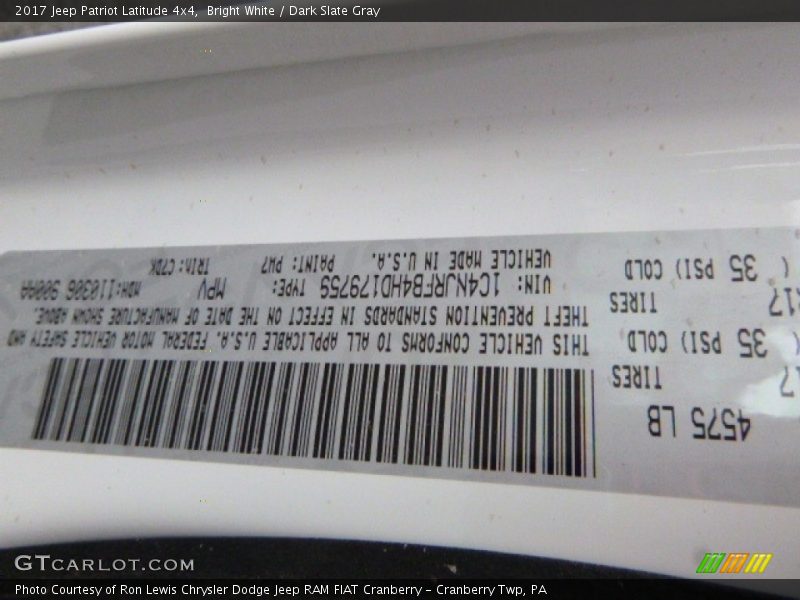 2017 Jeep Patriot Latitude 4x4, Bright White / Dark Slate Gray
4575 LB
17 TIRES
35 PSI) COLD
R17 TIRES
( 35 PSI) COLD
THIS VEHICLE CONFORMS TO ALL APPLICABLE U.S.A. FEDERAL MOTOR VEHICLE SAFETY AND
THEFT PREVENTION STANDARDS IN EFFECT ON THE DATE OF MANUFACTURE SHOWN ABOVE.
VIN: 1C4NJRFB4HD179759 TYPE: MPV MDH: 110306 900AA
VEHICLE MADE IN U.S.A. PAINT: PW7 TRIM: C7DK
GTCARLOT.COM
Photo Courtesy of Ron Lewis Chrysler Dodge Jeep RAM FIAT Cranberry – Cranberry Twp, PA